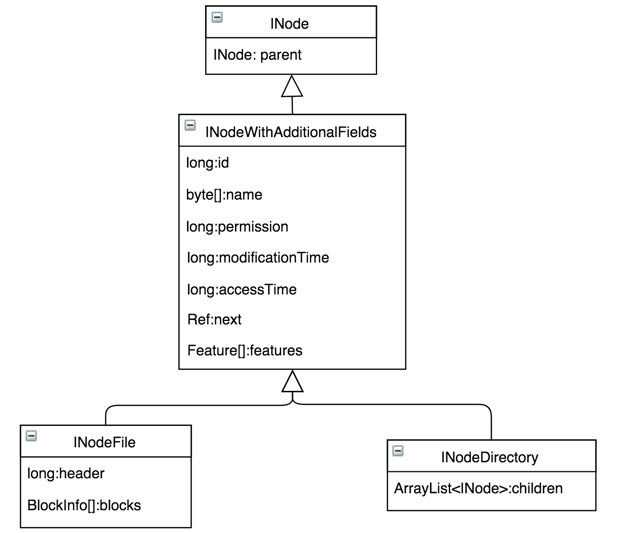 INode
INode: parent
INodeWithAdditionalFields
long:id
byte[]:name
long:permission
long:modificationTime
long:accessTime
Ref:next
Feature[]:features
INodeFile
long:header
BlockInfo[]:blocks
INodeDirectory
ArrayList<INode>:children